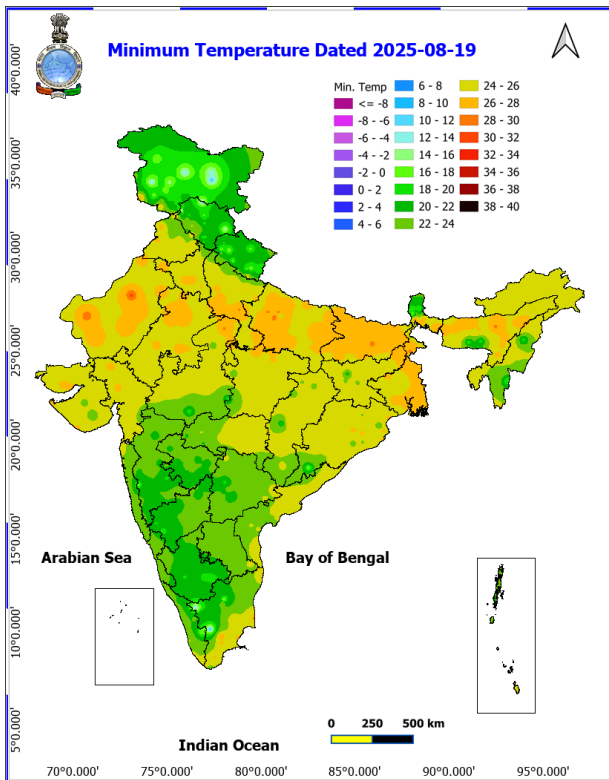 Minimum Temperature Dated 2025-08-19
Min. Temp
<= -8
-8 - -6
-6 - -4
-4 - -2
-2 - 0
0 - 2
2 - 4
4 - 6
6 - 8
8 - 10
10 - 12
12 - 14
14 - 16
16 - 18
18 - 20
20 - 22
22 - 24
24 - 26
26 - 28
28 - 30
30 - 32
32 - 34
34 - 36
36 - 38
38 - 40
40°0.000'
35°0.000'
30°0.000'
25°0.000'
20°0.000'
15°0.000'
10°0.000'
5°0.000'
Arabian Sea
Bay of Bengal
Indian Ocean
0 250 500 km
70°0.000' 75°0.000' 80°0.000' 85°0.000' 90°0.000' 95°0.000'